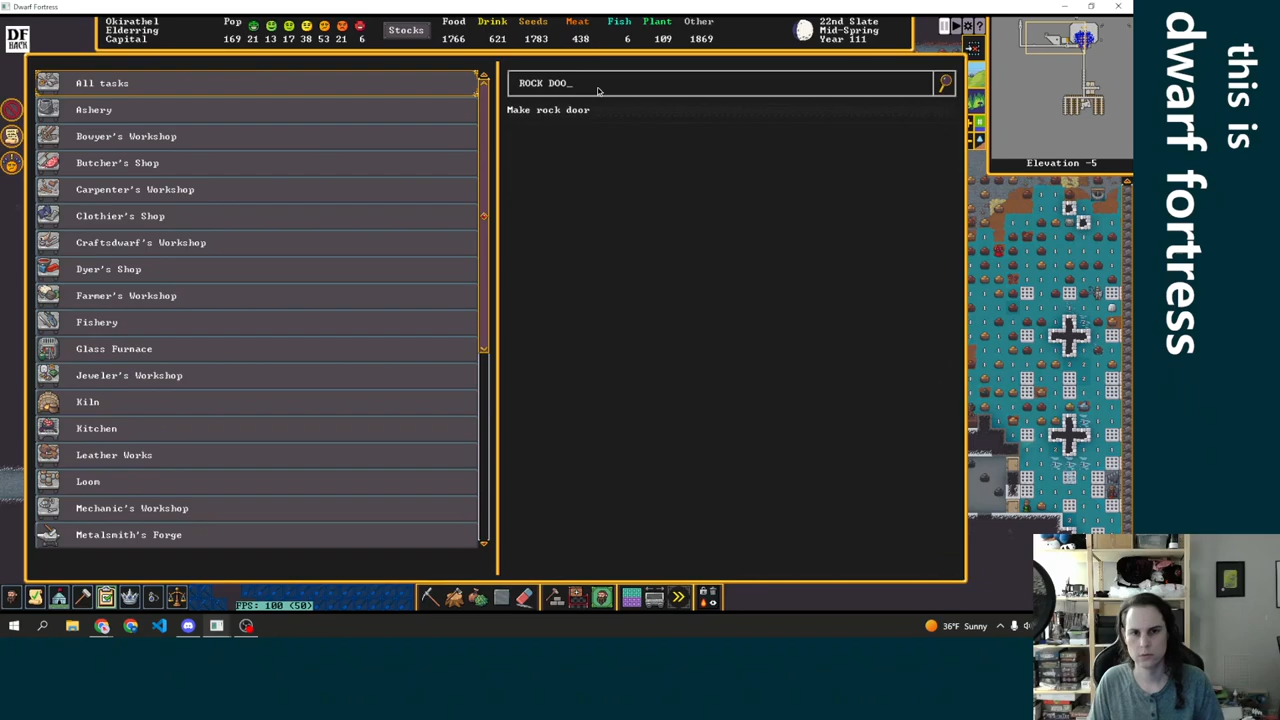 Dwarf Fortress
DF
HACK
Okirathel
Elderring
Capital
Pop
169 21 13 17 38 53 21 6
Stocks
Food Drink Seeds Meat Fish Plant Other
1766 621 1783 438 6 109 1869
22nd Slate
Mid-Spring
Year 111
All tasks
Ashery
Bowyer's Workshop
Butcher's Shop
Carpenter's Workshop
Clothier's Shop
Craftsdwarf's Workshop
Dyer's Shop
Farmer's Workshop
Fishery
Glass Furnace
Jeweler's Workshop
Kiln
Kitchen
Leather Works
Loom
Mechanic's Workshop
Metalsmith's Forge
ROCK DOO_
Make rock door
Elevation -5
FPS: 100 (50)
36°F Sunny
this is
dwarf fortress